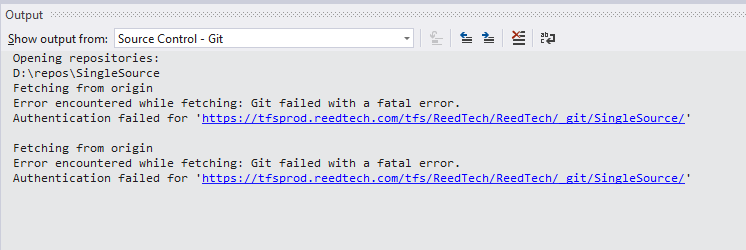 Output
Show output from: Source Control - Git
Opening repositories:
D:\repos\SingleSource
Fetching from origin
Error encountered while fetching: Git failed with a fatal error.
Authentication failed for 'https://tfsprod.reedtech.com/tfs/ReedTech/ReedTech/_git/SingleSource/'
Fetching from origin
Error encountered while fetching: Git failed with a fatal error.
Authentication failed for 'https://tfsprod.reedtech.com/tfs/ReedTech/ReedTech/_git/SingleSource/'